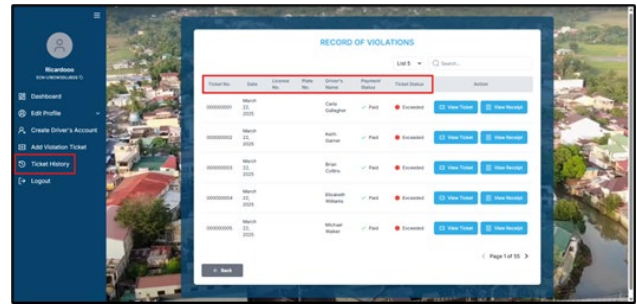 Ricardooo
Dashboard
Edit Profile
Create Driver's Account
Add Violation Ticket
Ticket History
Logout
RECORD OF VIOLATIONS
List 5
Search...
Ticket No. Date License No. Plate No. Driver's Name Payment Status Ticket Status Action
000000001 March 22, 2025 Carla Gallagher Paid Exceeded View Ticket View Receipt
000000002 March 22, 2025 Keith Garner Paid Exceeded View Ticket View Receipt
000000003 March 22, 2025 Brian Collins Paid Exceeded View Ticket View Receipt
000000004 March 22, 2025 Elizabeth Williams Paid Exceeded View Ticket View Receipt
000000005 March 22, 2025 Michael Walker Paid Exceeded View Ticket View Receipt
Page 1 of 55
Back